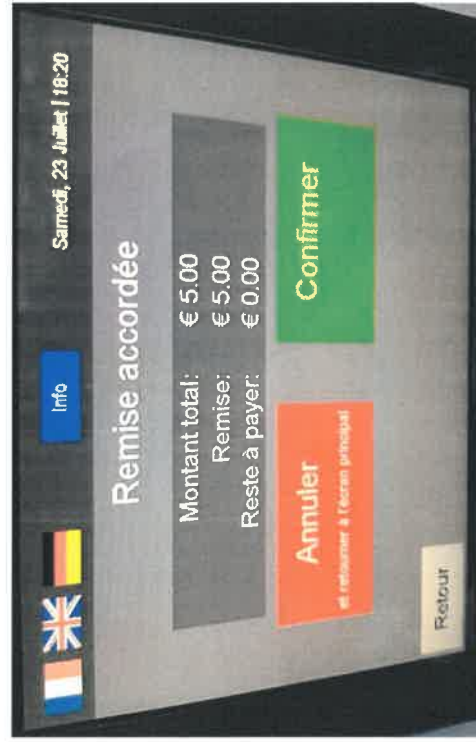 Info
Samedi, 23 Juillet | 18:20
Remise accordée
Montant total: € 5.00
Remise: € 5.00
Reste à payer: € 0.00
Annuler
et retourner à l'écran principal
Confirmer
Retour